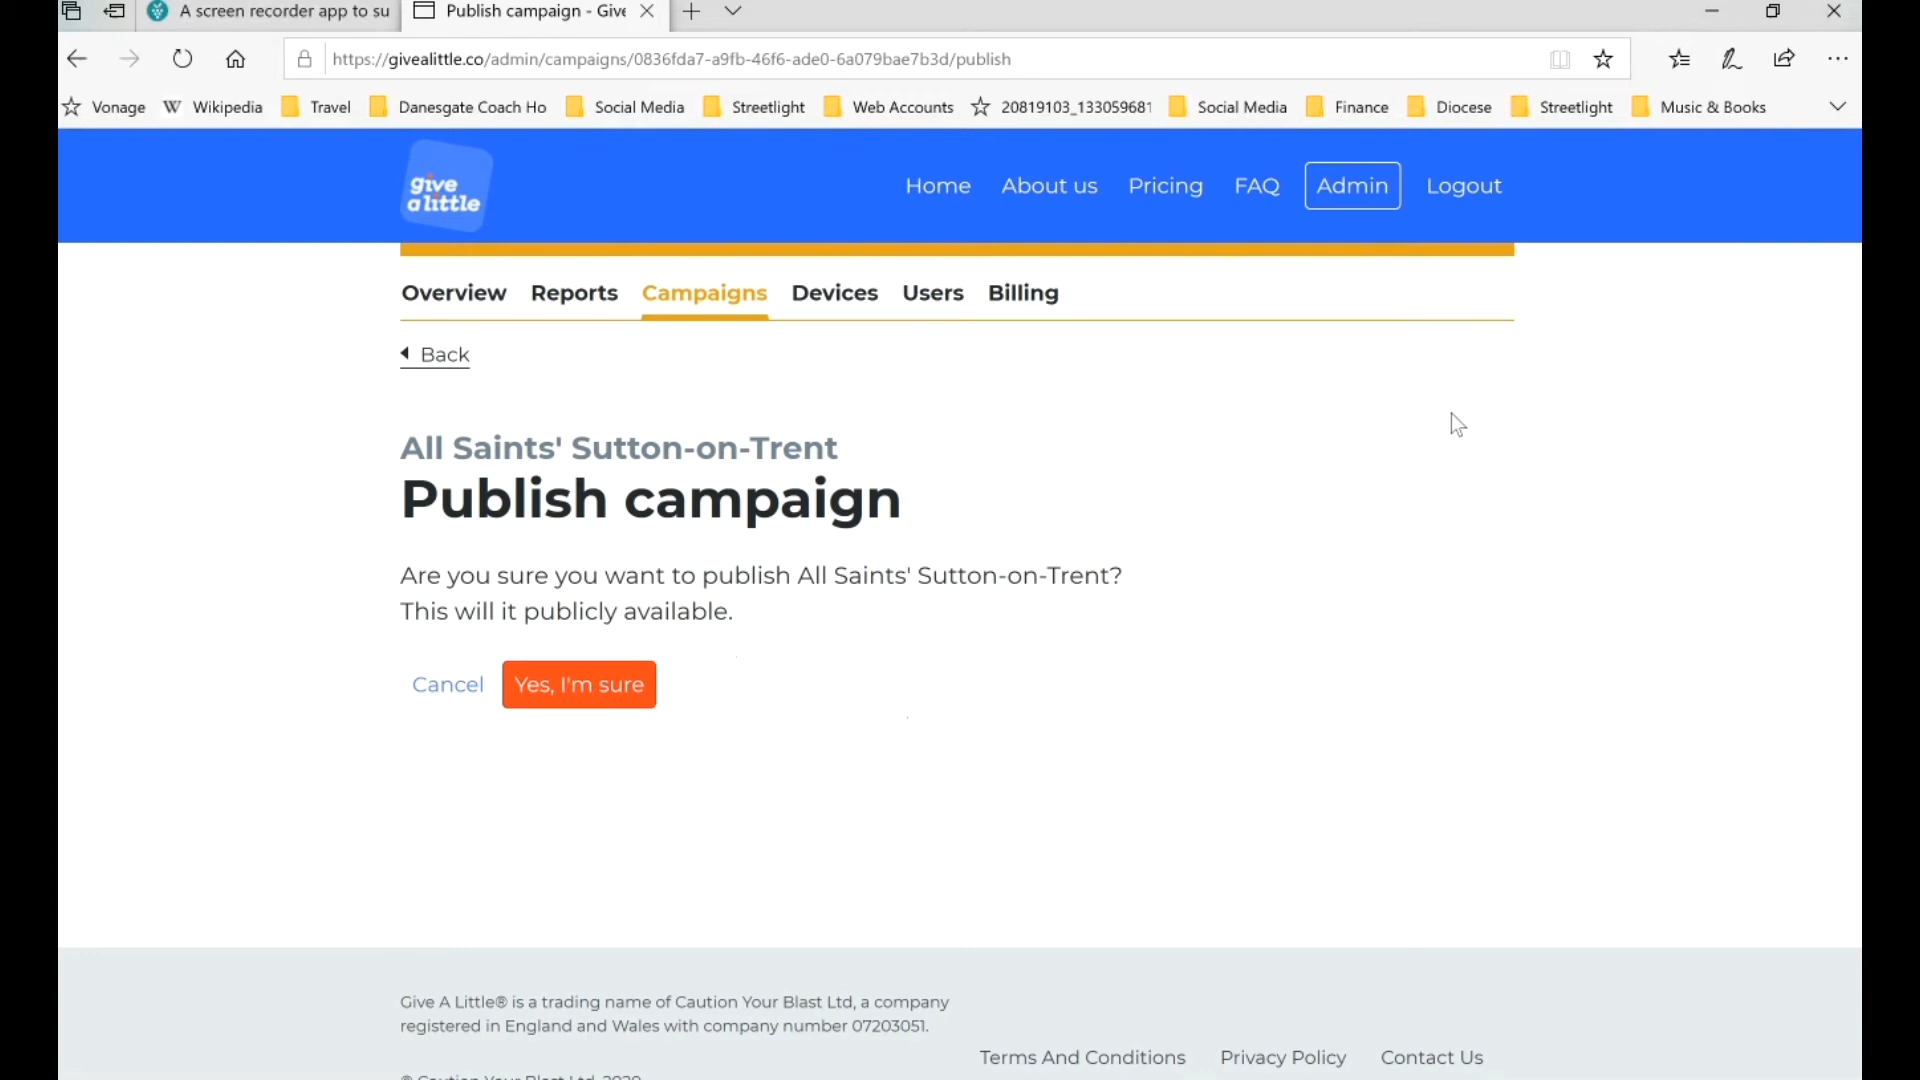 A screen recorder app to su
Publish campaign - Give
https://givealittle.co/admin/campaigns/0836fda7-a9fb-46f6-ade0-6a079bae7b3d/publish
Vonage Wikipedia Travel Danesgate Coach Ho Social Media Streetlight Web Accounts 20819103_133059681 Social Media Finance Diocese Streetlight Music & Books
give
a little
Home About us Pricing FAQ Admin Logout
Overview Reports Campaigns Devices Users Billing
Back
All Saints' Sutton-on-Trent
Publish campaign
Are you sure you want to publish All Saints' Sutton-on-Trent?
This will it publicly available.
Cancel Yes, I'm sure
Give A Little® is a trading name of Caution Your Blast Ltd, a company
registered in England and Wales with company number 07203051.
Terms And Conditions Privacy Policy Contact Us
© Caution Your Blast Ltd, 2020